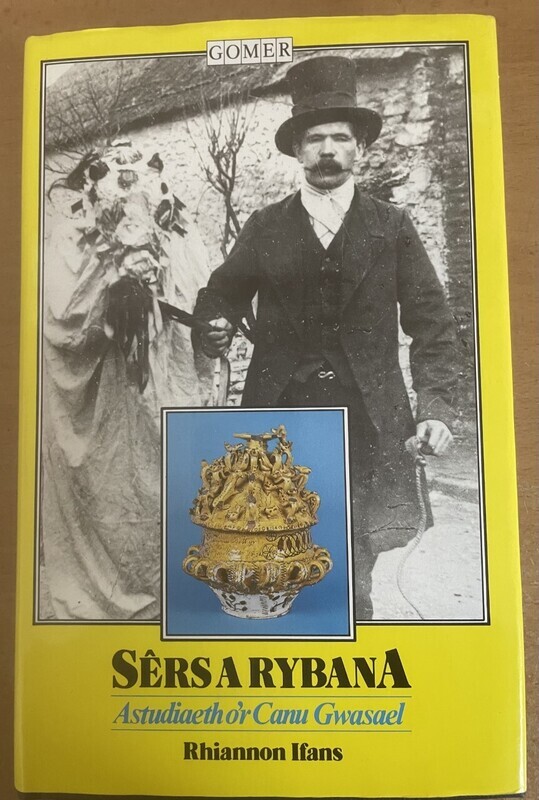 GOMER
SÊRS A RYBANA
Astudiaeth o'r Canu Gwasael
Rhiannon Ifans